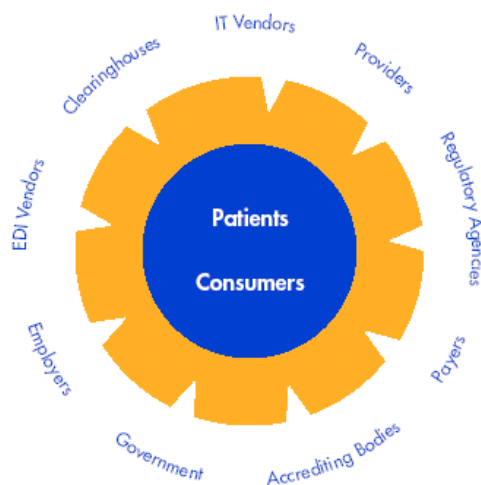 IT Vendors
Providers
Regulatory Agencies
Payers
Accrediting Bodies
Government
Employers
EDI Vendors
Clearinghouses
Patients
Consumers